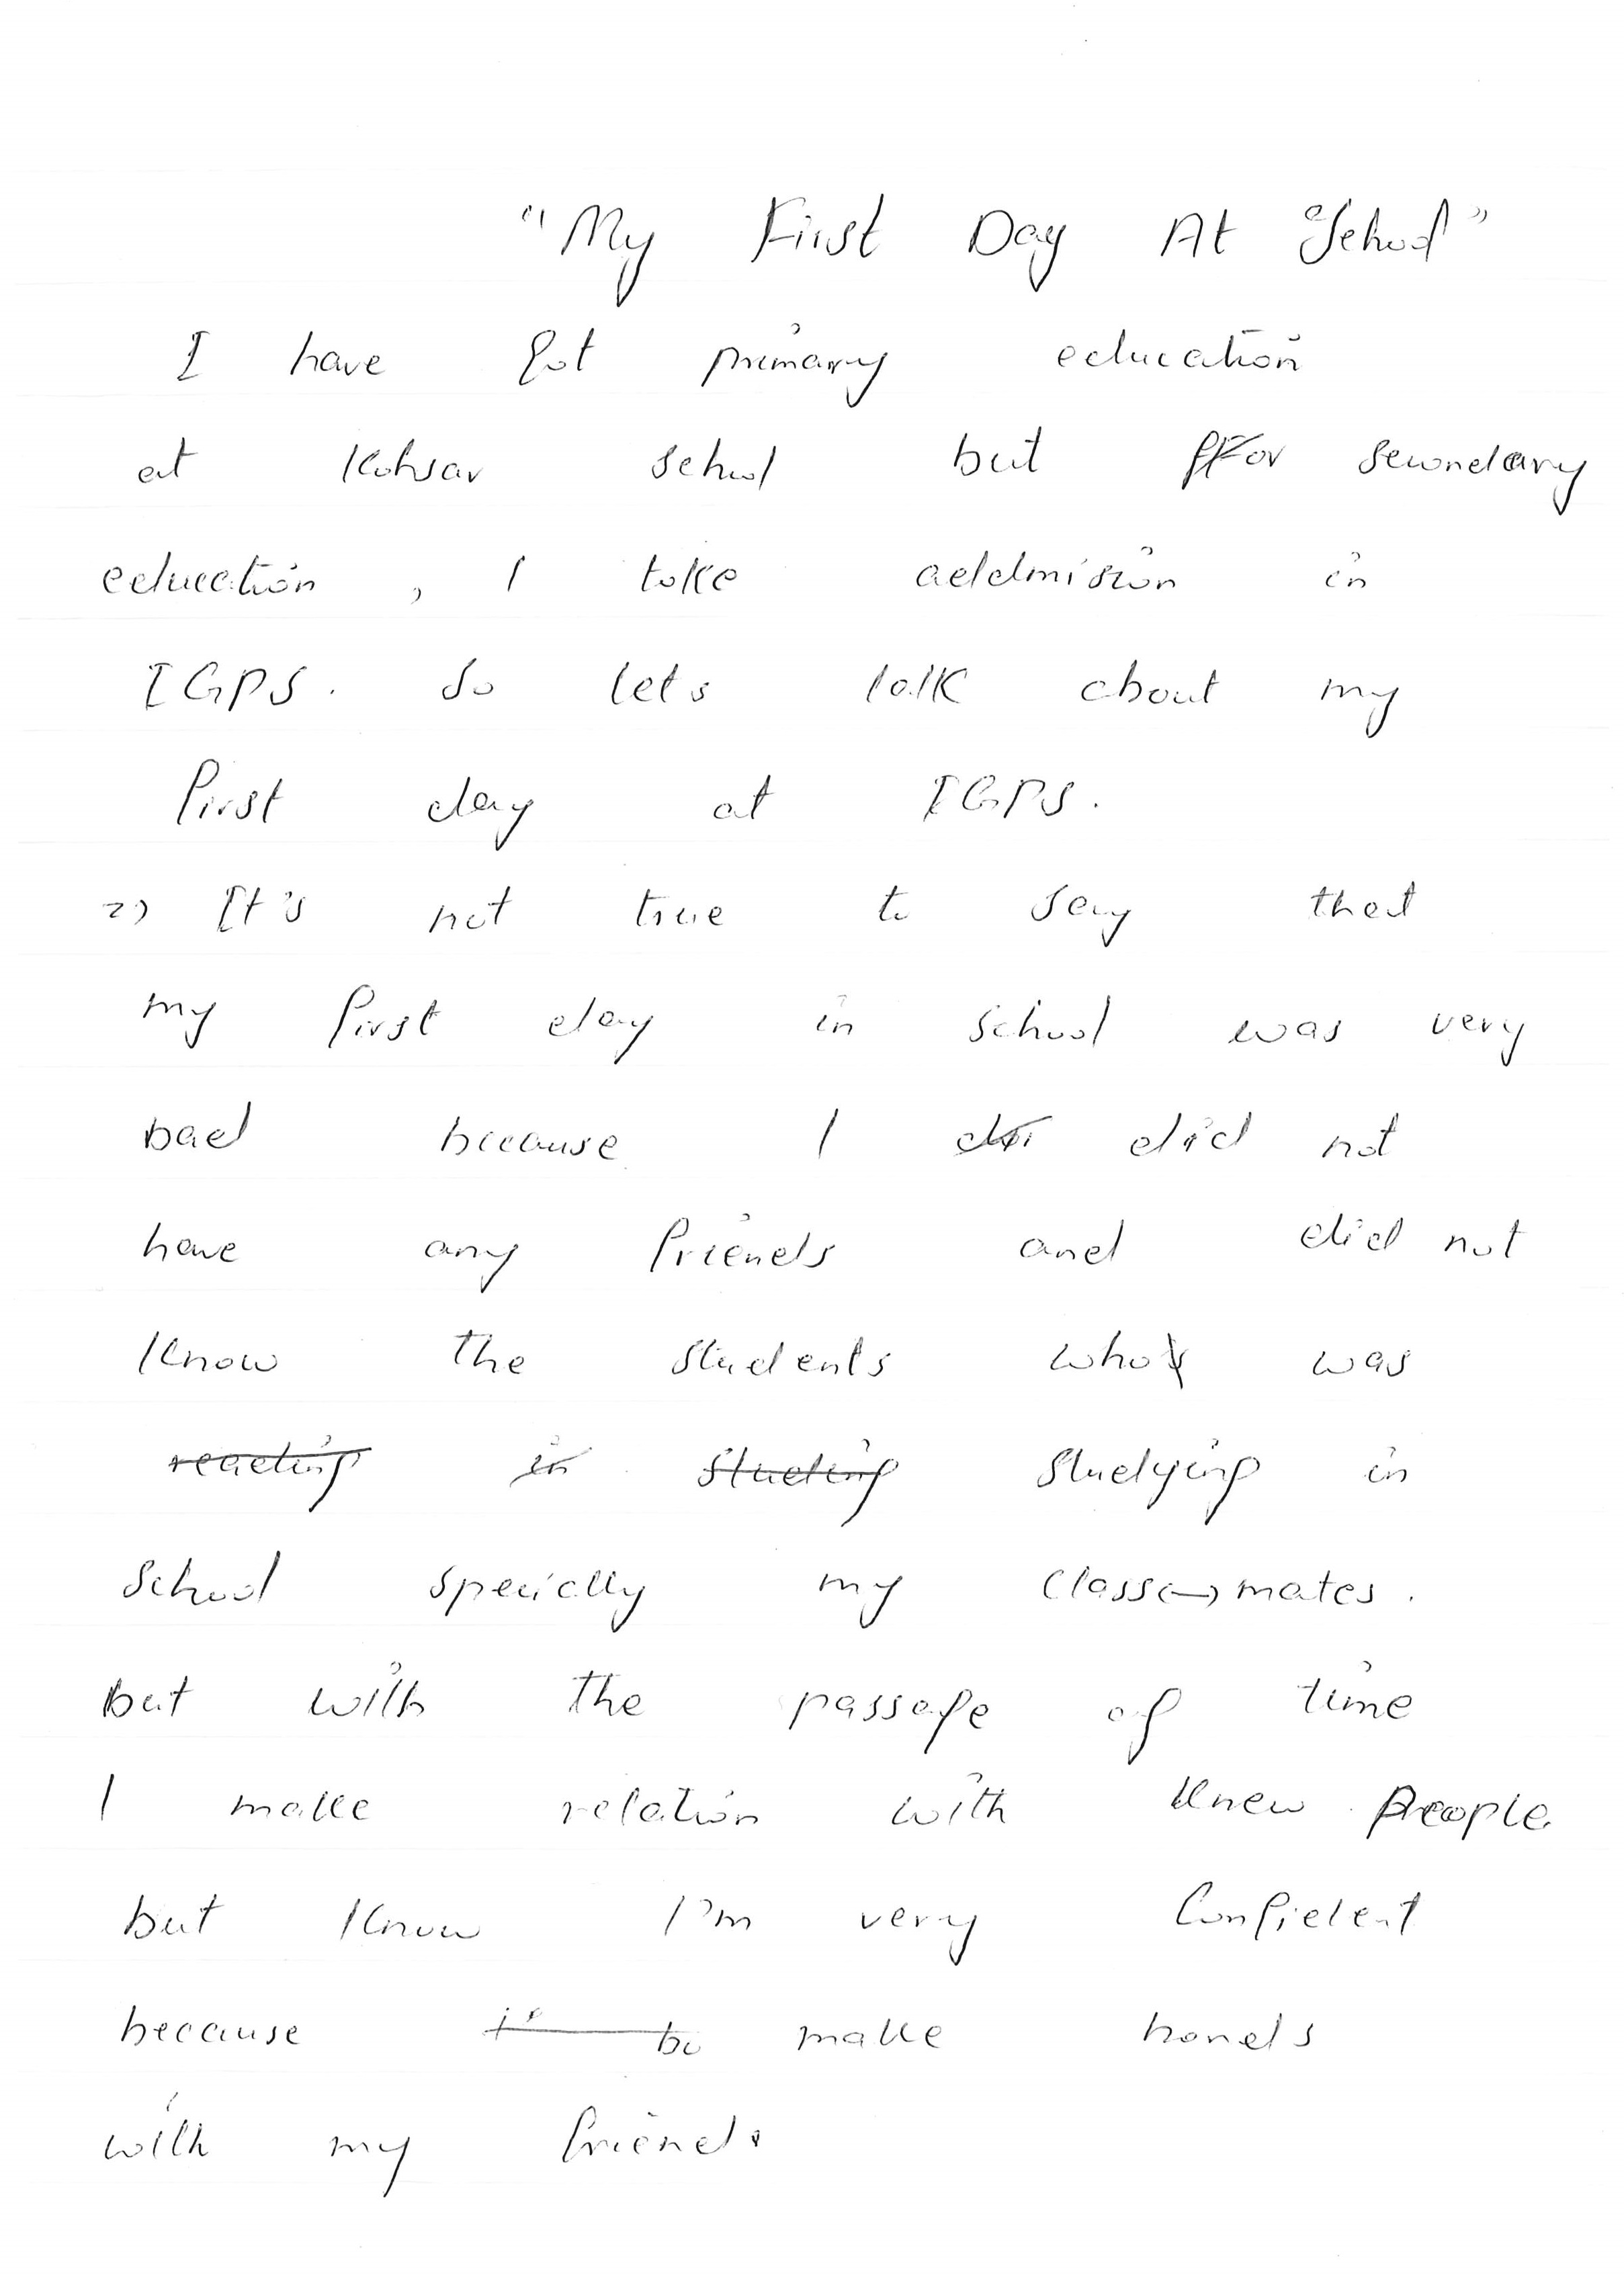 "My First Day At School"
I have got primary education
at Kohsar school but for secondary
education , I take addmission in
IGPS. So lets talk about my
first day at IGPS.
=> It's not true to say that
my first day in school was very
bad because I did not
have any friends and did not
know the students who was
studying in
school specially my classmates.
but with the passage of time
I make relation with knew people
but know I'm very confident
because make bonds
with my friends